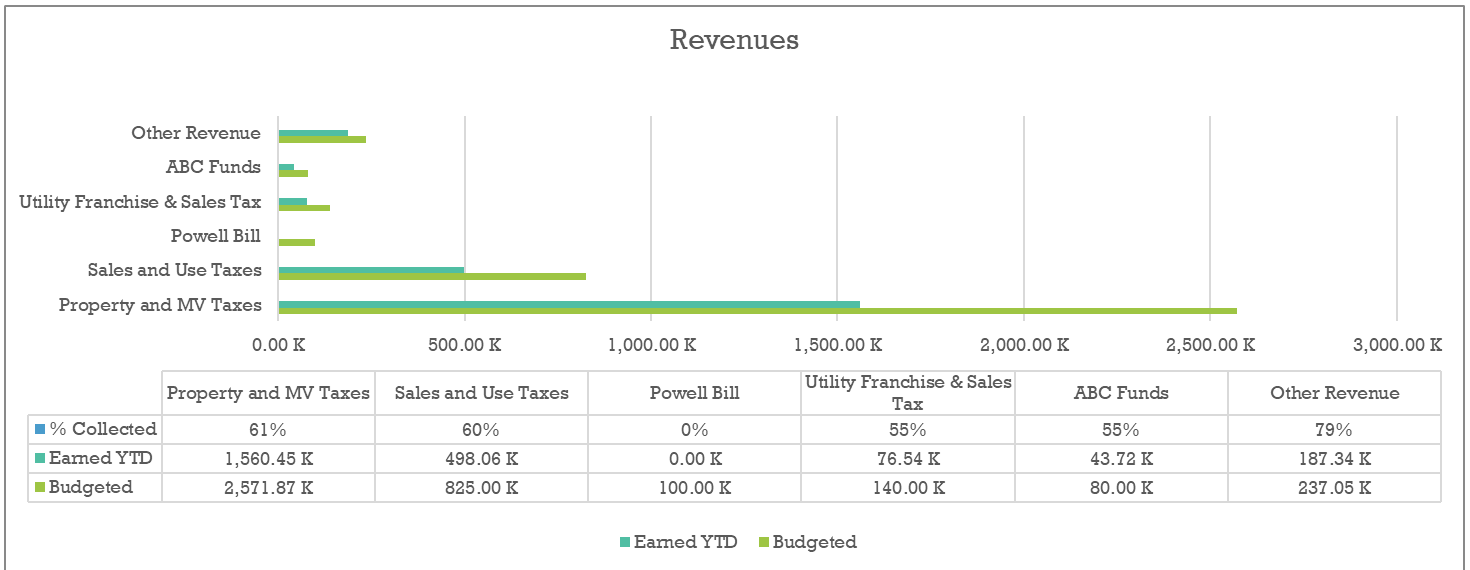 Revenues
Other Revenue
ABC Funds
Utility Franchise & Sales Tax
Powell Bill
Sales and Use Taxes
Property and MV Taxes
0.00 K 500.00 K 1,000.00 K 1,500.00 K 2,000.00 K 2,500.00 K 3,000.00 K
Property and MV Taxes Sales and Use Taxes Powell Bill Utility Franchise & Sales Tax ABC Funds Other Revenue
% Collected 61% 60% 0% 55% 55% 79%
Earned YTD 1,560.45 K 498.06 K 0.00 K 76.54 K 43.72 K 187.34 K
Budgeted 2,571.87 K 825.00 K 100.00 K 140.00 K 80.00 K 237.05 K
Earned YTD Budgeted